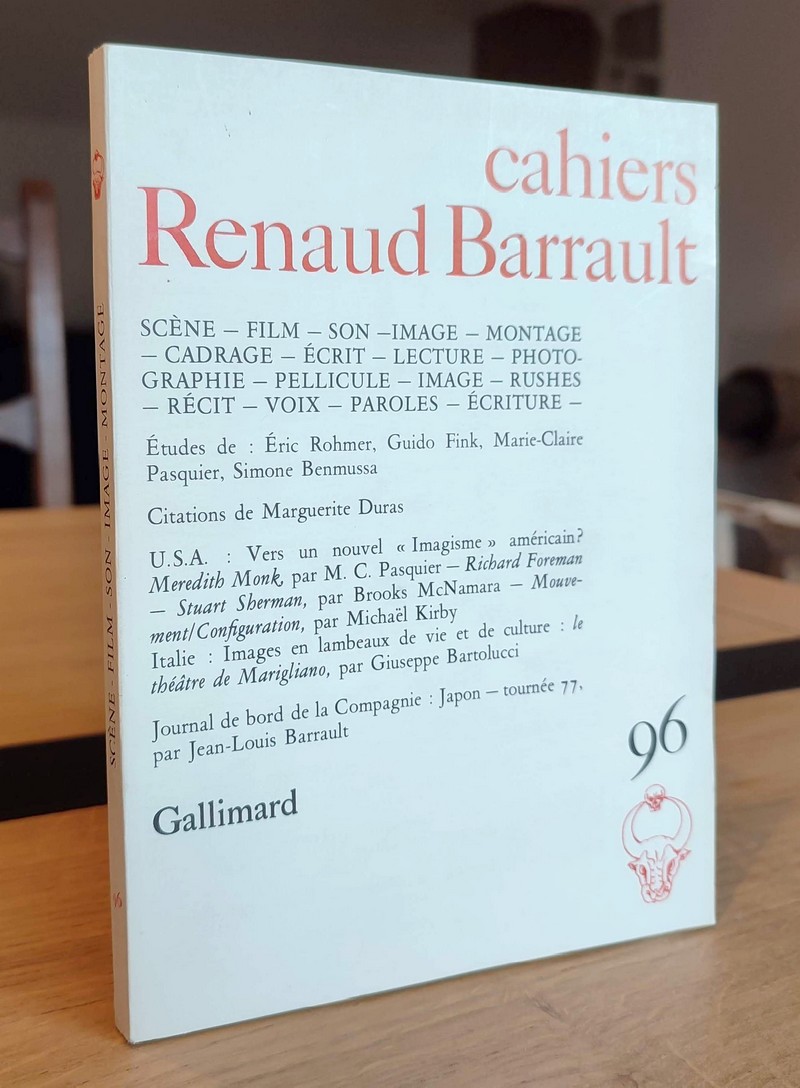 cahiers
Renaud Barrault
SCÈNE – FILM – SON –IMAGE – MONTAGE
– CADRAGE – ÉCRIT – LECTURE – PHOTO-
GRAPHIE – PELLICULE – IMAGE – RUSHES
– RÉCIT – VOIX – PAROLES – ÉCRITURE –
Études de : Éric Rohmer, Guido Fink, Marie-Claire
Pasquier, Simone Benmussa
Citations de Marguerite Duras
U.S.A. : Vers un nouvel « Imagisme » américain?
Meredith Monk, par M. C. Pasquier – Richard Foreman
– Stuart Sherman, par Brooks McNamara – Mouve-
ment/Configuration, par Michaël Kirby
Italie : Images en lambeaux de vie et de culture : le
théâtre de Marigliano, par Giuseppe Bartolucci
Journal de bord de la Compagnie : Japon – tournée 77,
par Jean-Louis Barrault
96
Gallimard
SCÈNE - FILM - SON - IMAGE - MONTAGE
96